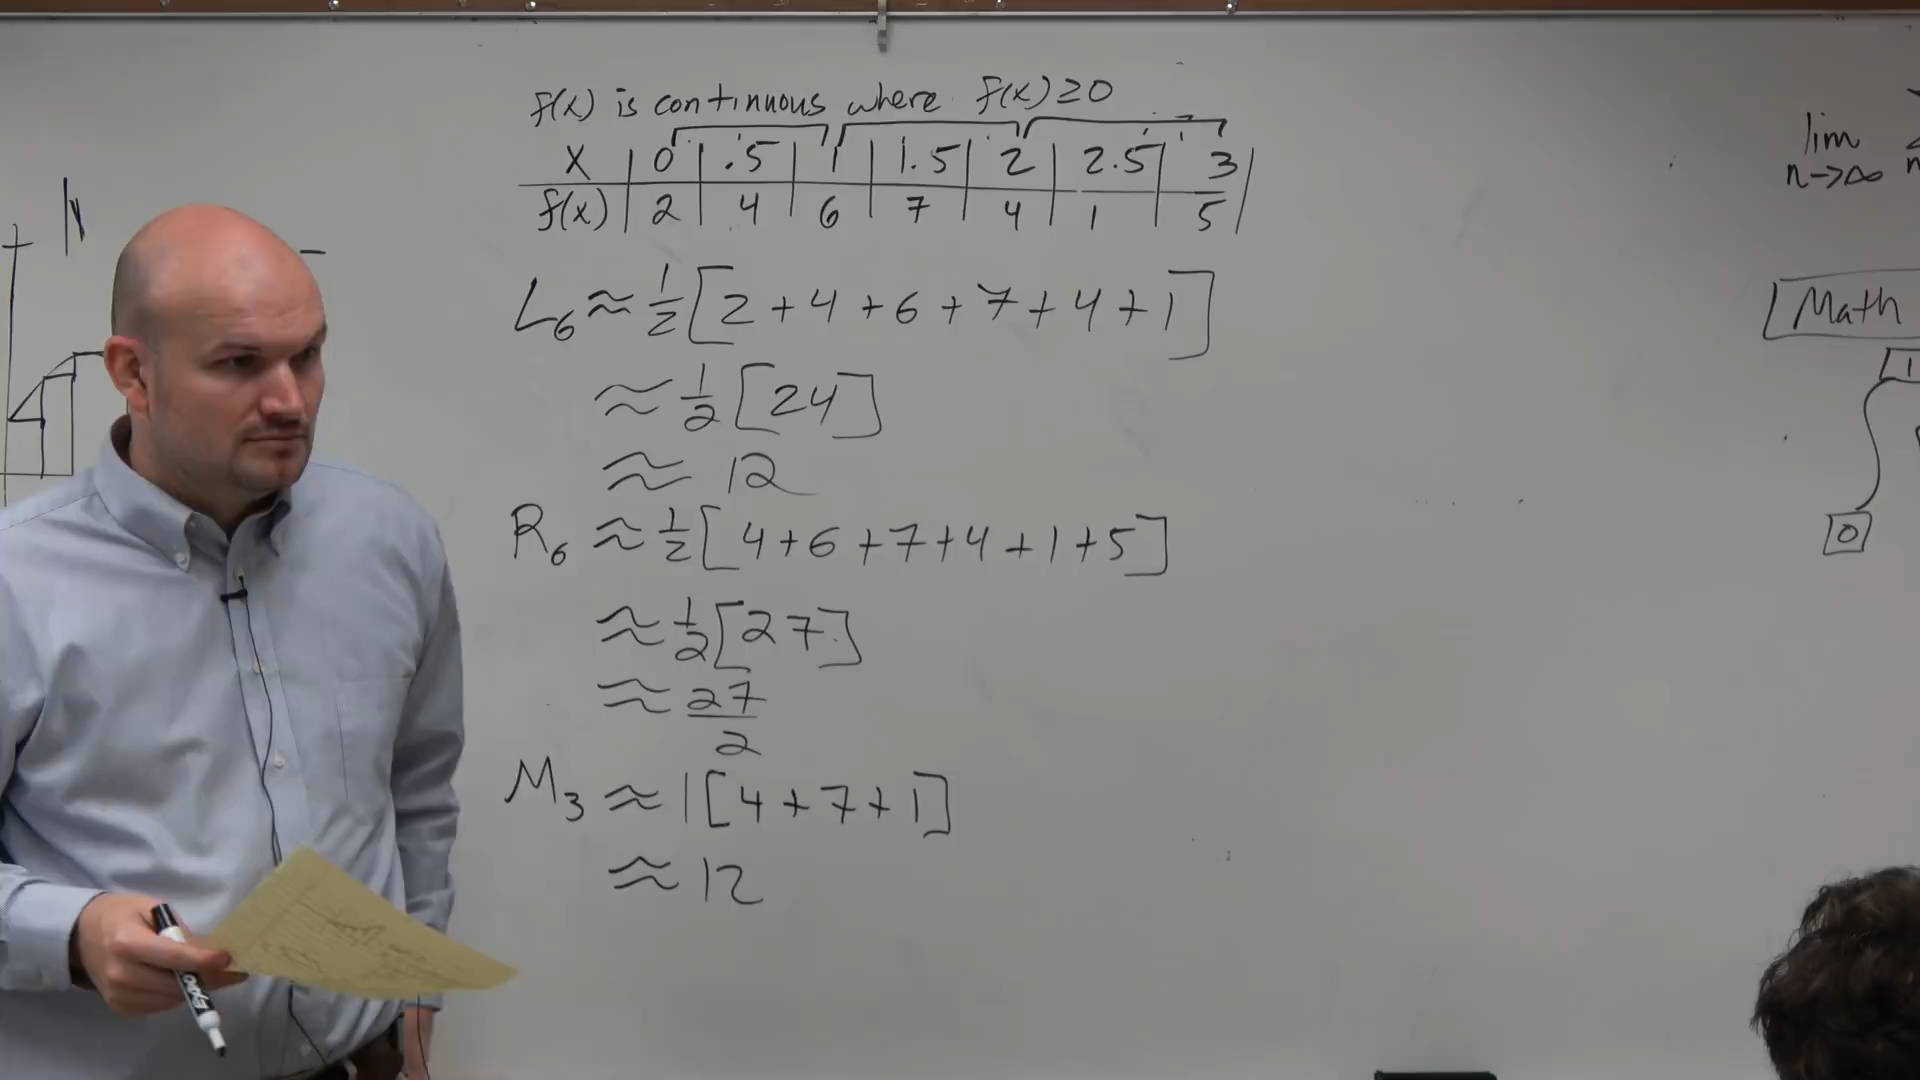 f(x) is continuous where f(x) ≥ 0
x | 0 | .5 | 1 | 1.5 | 2 | 2.5 | 3 |
f(x) | 2 | 4 | 6 | 7 | 4 | 1 | 5 |
L₆ ≈ 1/2 [2 + 4 + 6 + 7 + 4 + 1]
≈ 1/2 [24]
≈ 12
R₆ ≈ 1/2 [4 + 6 + 7 + 4 + 1 + 5]
≈ 1/2 [27]
≈ 27/2
M₃ ≈ 1 [4 + 7 + 1]
≈ 12
lim
n→∞
Math
1
0
EXPO